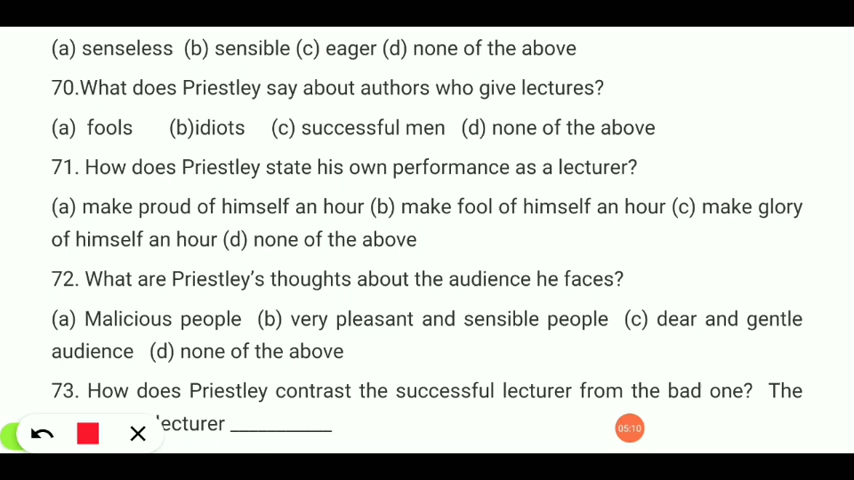 (a) senseless (b) sensible (c) eager (d) none of the above
70.What does Priestley say about authors who give lectures?
(a) fools (b)idiots (c) successful men (d) none of the above
71. How does Priestley state his own performance as a lecturer?
(a) make proud of himself an hour (b) make fool of himself an hour (c) make glory
of himself an hour (d) none of the above
72. What are Priestley's thoughts about the audience he faces?
(a) Malicious people (b) very pleasant and sensible people (c) dear and gentle
audience (d) none of the above
73. How does Priestley contrast the successful lecturer from the bad one? The
lecturer ___________
05:10